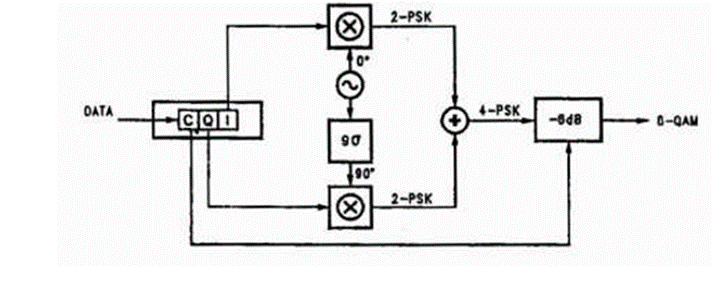 2-PSK
0°
DATA
C Q I
4-PSK
-6dB
8-QAM
90°
90°
2-PSK